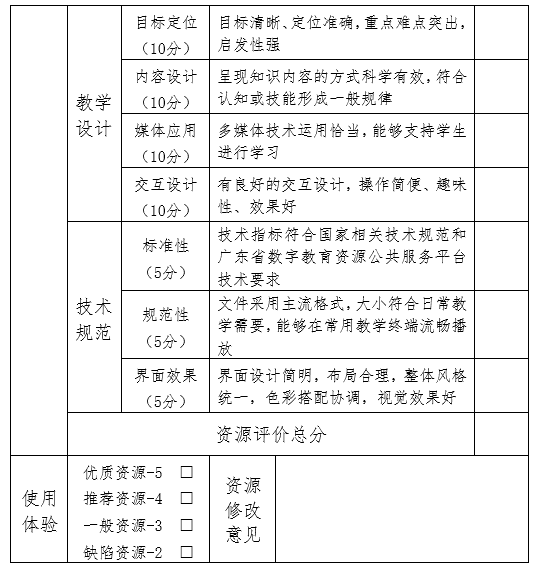 教学
设计
目标定位
（10分）
目标清晰、定位准确，重点难点突出，
启发性强
内容设计
（10分）
呈现知识内容的方式科学有效，符合
认知或技能形成一般规律
媒体应用
（10分）
多媒体技术运用恰当，能够支持学生
进行学习
交互设计
（10分）
有良好的交互设计，操作简便、趣味
性、效果好
技术
规范
标准性
（5分）
技术指标符合国家相关技术规范和
广东省数字教育资源公共服务平台
技术要求
规范性
（5分）
文件采用主流格式，大小符合日常教
学需要，能够在常用教学终端流畅播
放
界面效果
（5分）
界面设计简明，布局合理，整体风格
统一，色彩搭配协调，视觉效果好
资源评价总分
使用
体验
优质资源-5 □
推荐资源-4 □
一般资源-3 □
缺陷资源-2 □
资源
修改
意见